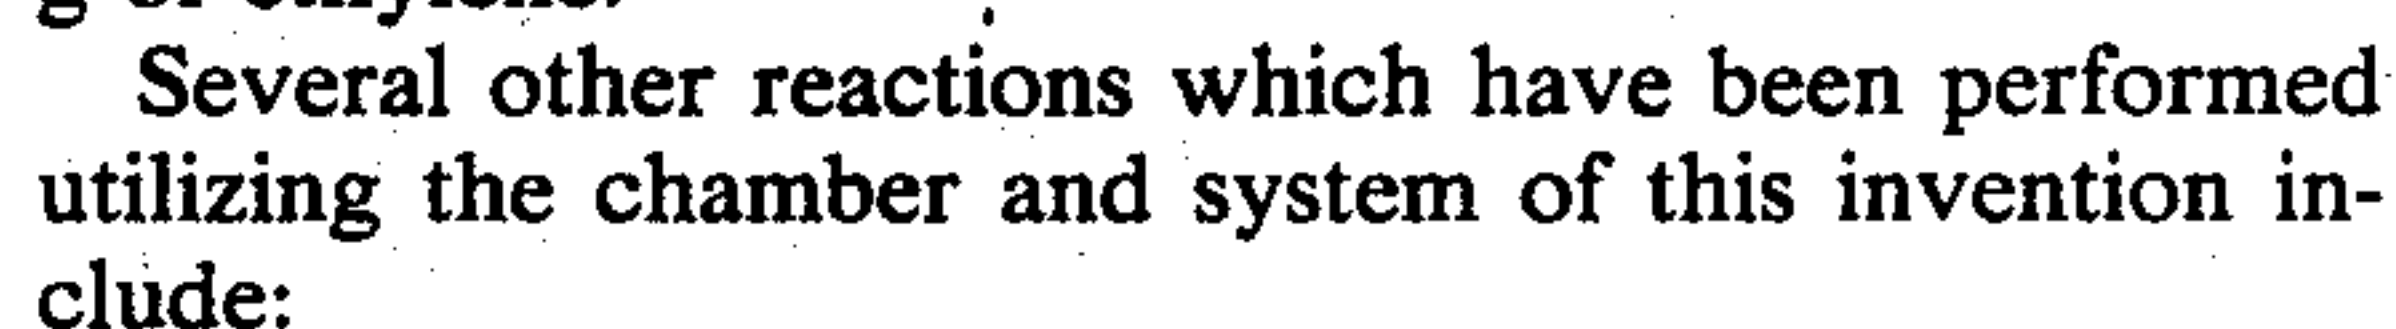 Several other reactions which have been performed
utilizing the chamber and system of this invention in-
clude: